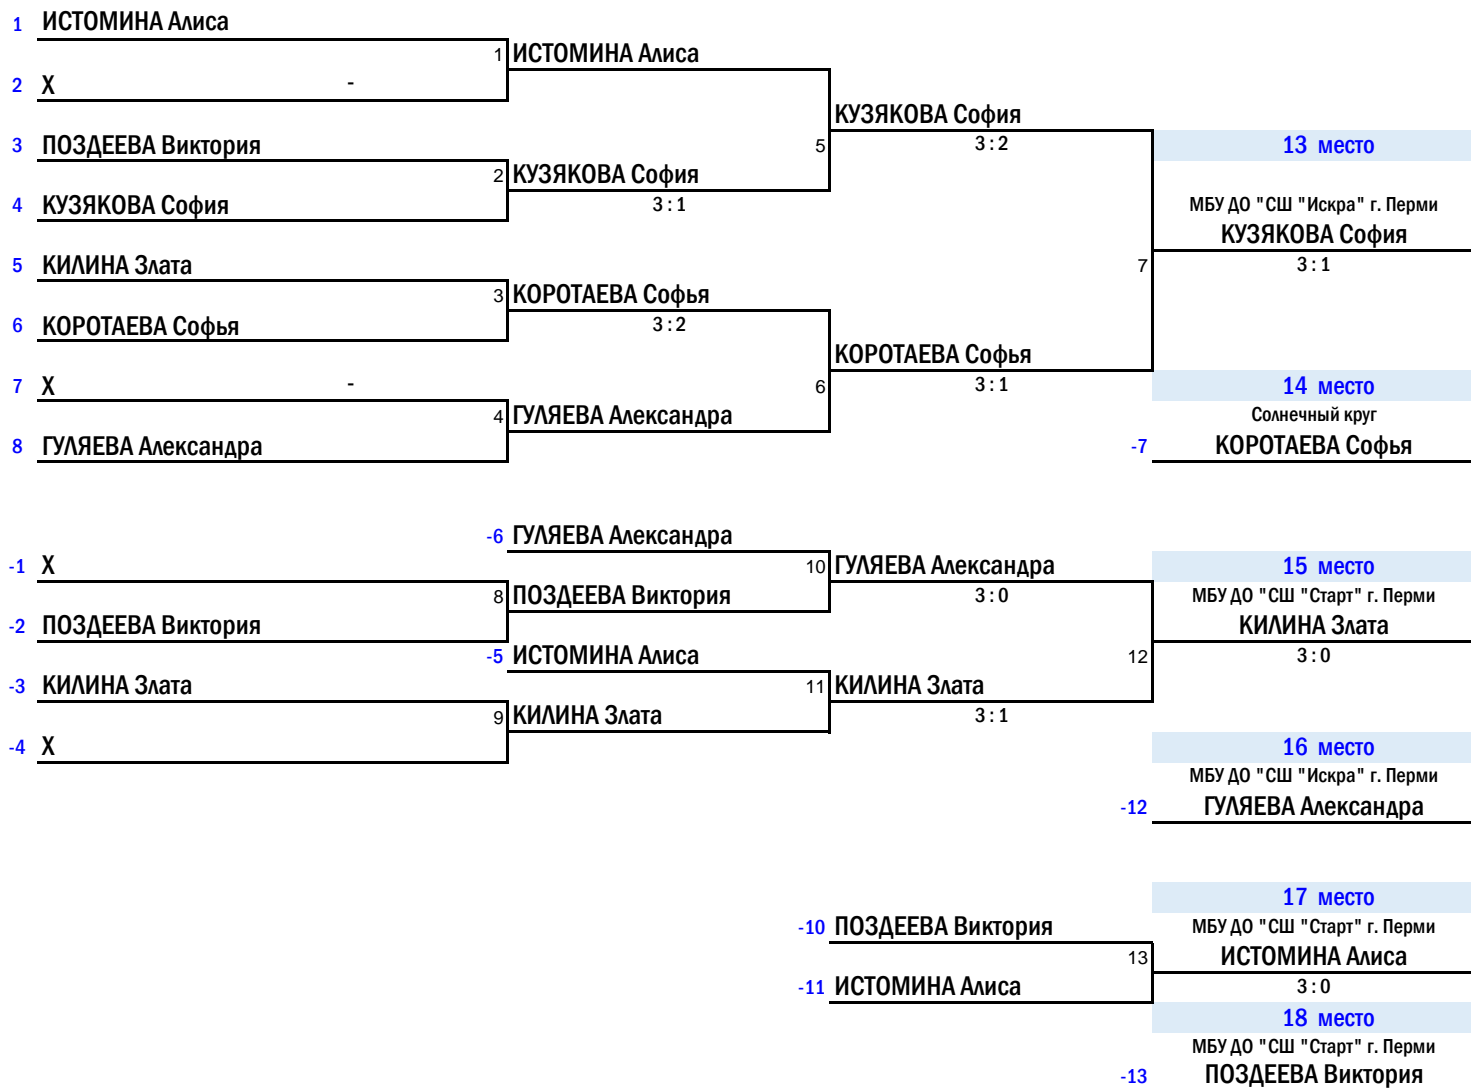 1 ИСТОМИНА Алиса
1 ИСТОМИНА Алиса
2 X -
КУЗЯКОВА София
3 ПОЗДЕЕВА Виктория 5 3 : 2 13 место
2 КУЗЯКОВА София
4 КУЗЯКОВА София 3 : 1 МБУ ДО "СШ "Искра" г. Перми
КУЗЯКОВА София
5 КИЛИНА Злата 7 3 : 1
3 КОРОТАЕВА Софья
6 КОРОТАЕВА Софья 3 : 2
КОРОТАЕВА Софья
7 X - 6 3 : 1 14 место
4 ГУЛЯЕВА Александра Солнечный круг
8 ГУЛЯЕВА Александра -7 КОРОТАЕВА Софья
-6 ГУЛЯЕВА Александра
-1 X 10 ГУЛЯЕВА Александра 15 место
8 ПОЗДЕЕВА Виктория 3 : 0 МБУ ДО "СШ "Старт" г. Перми
-2 ПОЗДЕЕВА Виктория КИЛИНА Злата
-5 ИСТОМИНА Алиса 12 3 : 0
-3 КИЛИНА Злата 11 КИЛИНА Злата
9 КИЛИНА Злата 3 : 1
-4 X 16 место
МБУ ДО "СШ "Искра" г. Перми
-12 ГУЛЯЕВА Александра
17 место
-10 ПОЗДЕЕВА Виктория МБУ ДО "СШ "Старт" г. Перми
13 ИСТОМИНА Алиса
-11 ИСТОМИНА Алиса 3 : 0
18 место
МБУ ДО "СШ "Старт" г. Перми
-13 ПОЗДЕЕВА Виктория